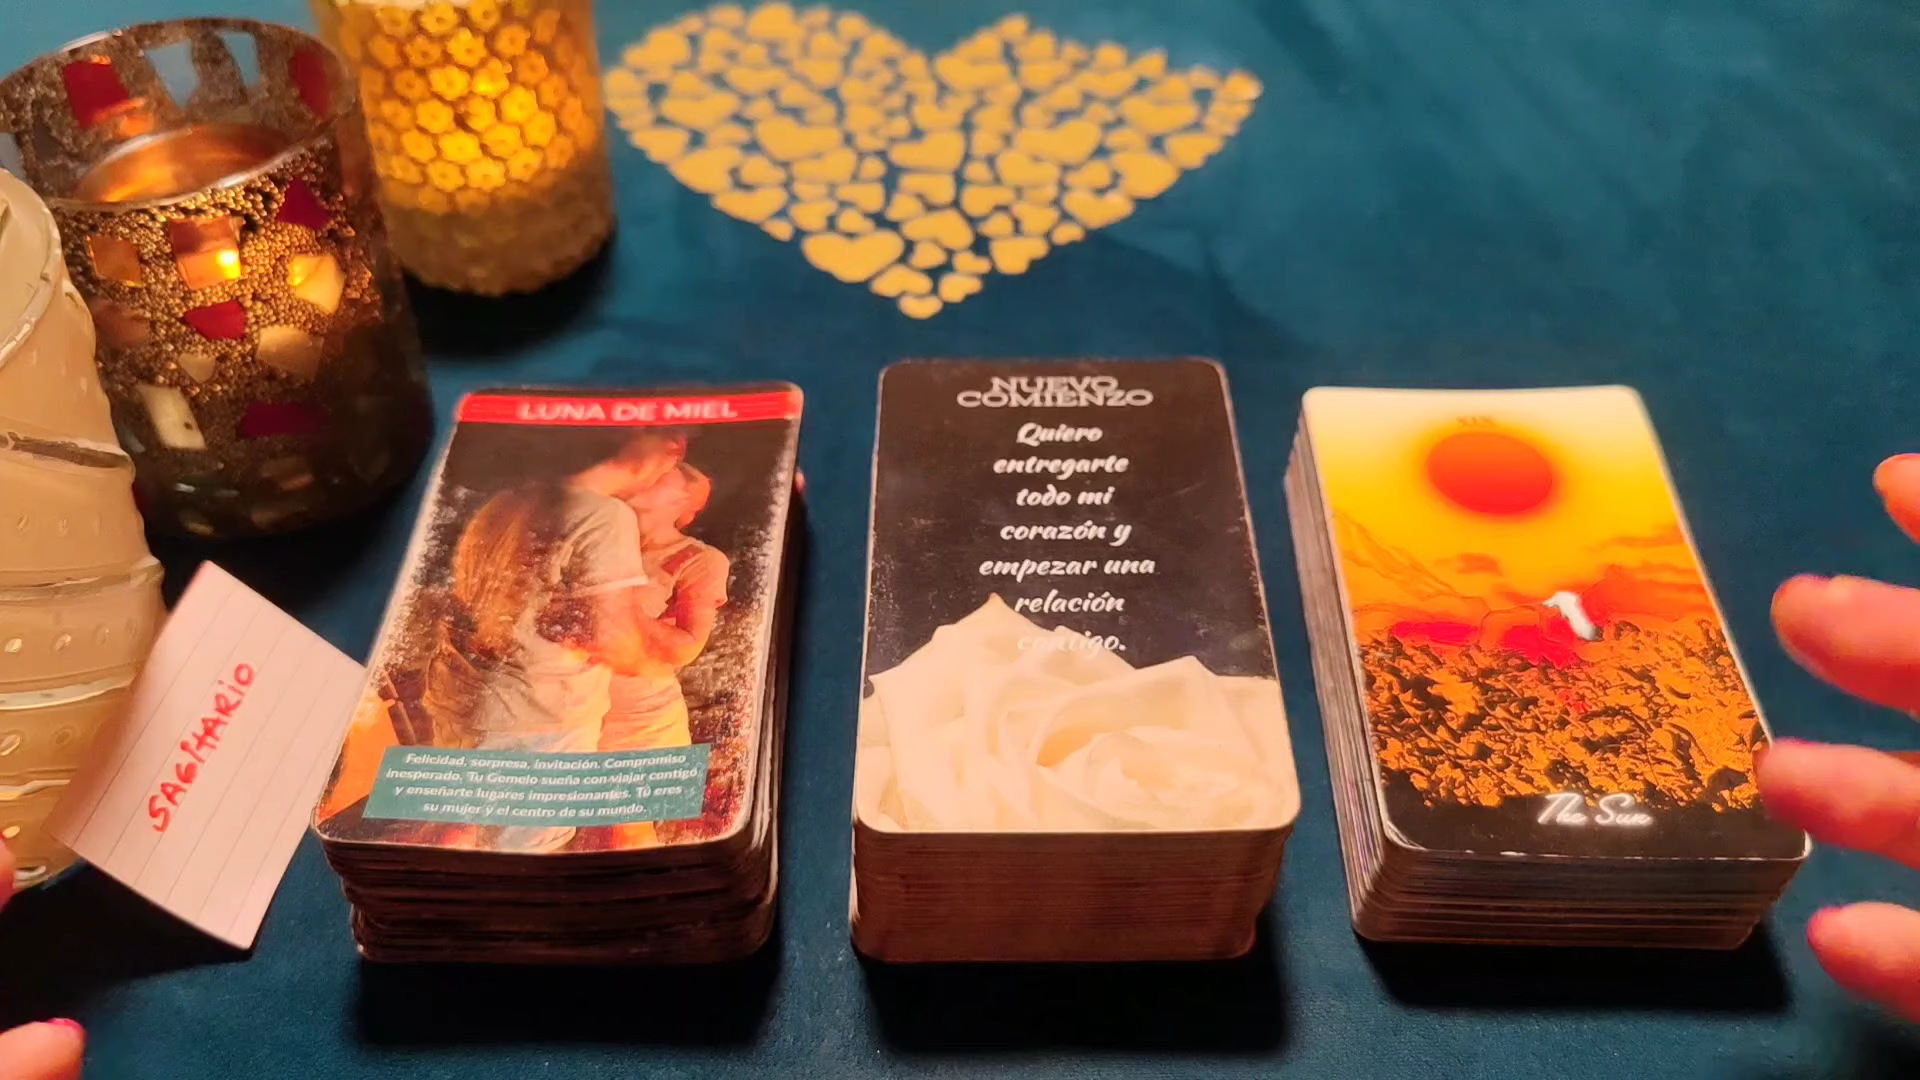 SAGITARIO
LUNA DE MIEL
Felicidad, sorpresa, invitación. Compromiso
inesperado. Tu Gemelo sueña con viajar contigo
y enseñarte lugares impresionantes. Tú eres
su mujer y el centro de su mundo.
NUEVO
COMIENZO
Quiero
entregarte
todo mi
corazón y
empezar una
relación
contigo.
XIX
The Sun